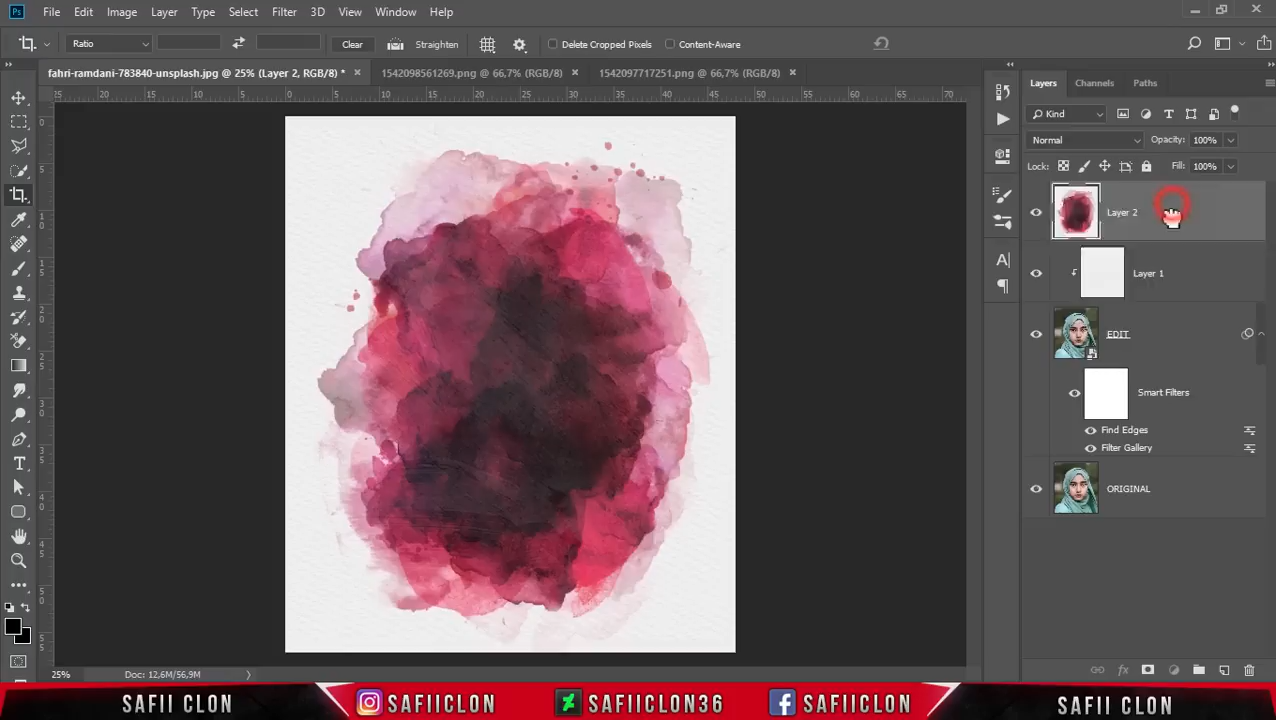 Ps File Edit Image Layer Type Select Filter 3D View Window Help
Ratio Clear Straighten Delete Cropped Pixels Content-Aware
fahri-ramdani-783840-unsplash.jpg @ 25% (Layer 2, RGB/8) * × 1542098561269.png @ 66,7% (RGB/8) × 1542097717251.png @ 66,7% (RGB/8) ×
Layers Channels Paths
Kind
Normal Opacity: 100%
Lock: Fill: 100%
Layer 2
Layer 1
EDIT
Smart Filters
Find Edges
Filter Gallery
ORIGINAL
25% Doc: 12,6M/56,9M
SAFII CLON SAFIICLON SAFIICLON36 SAFIICLON SAFII CLON